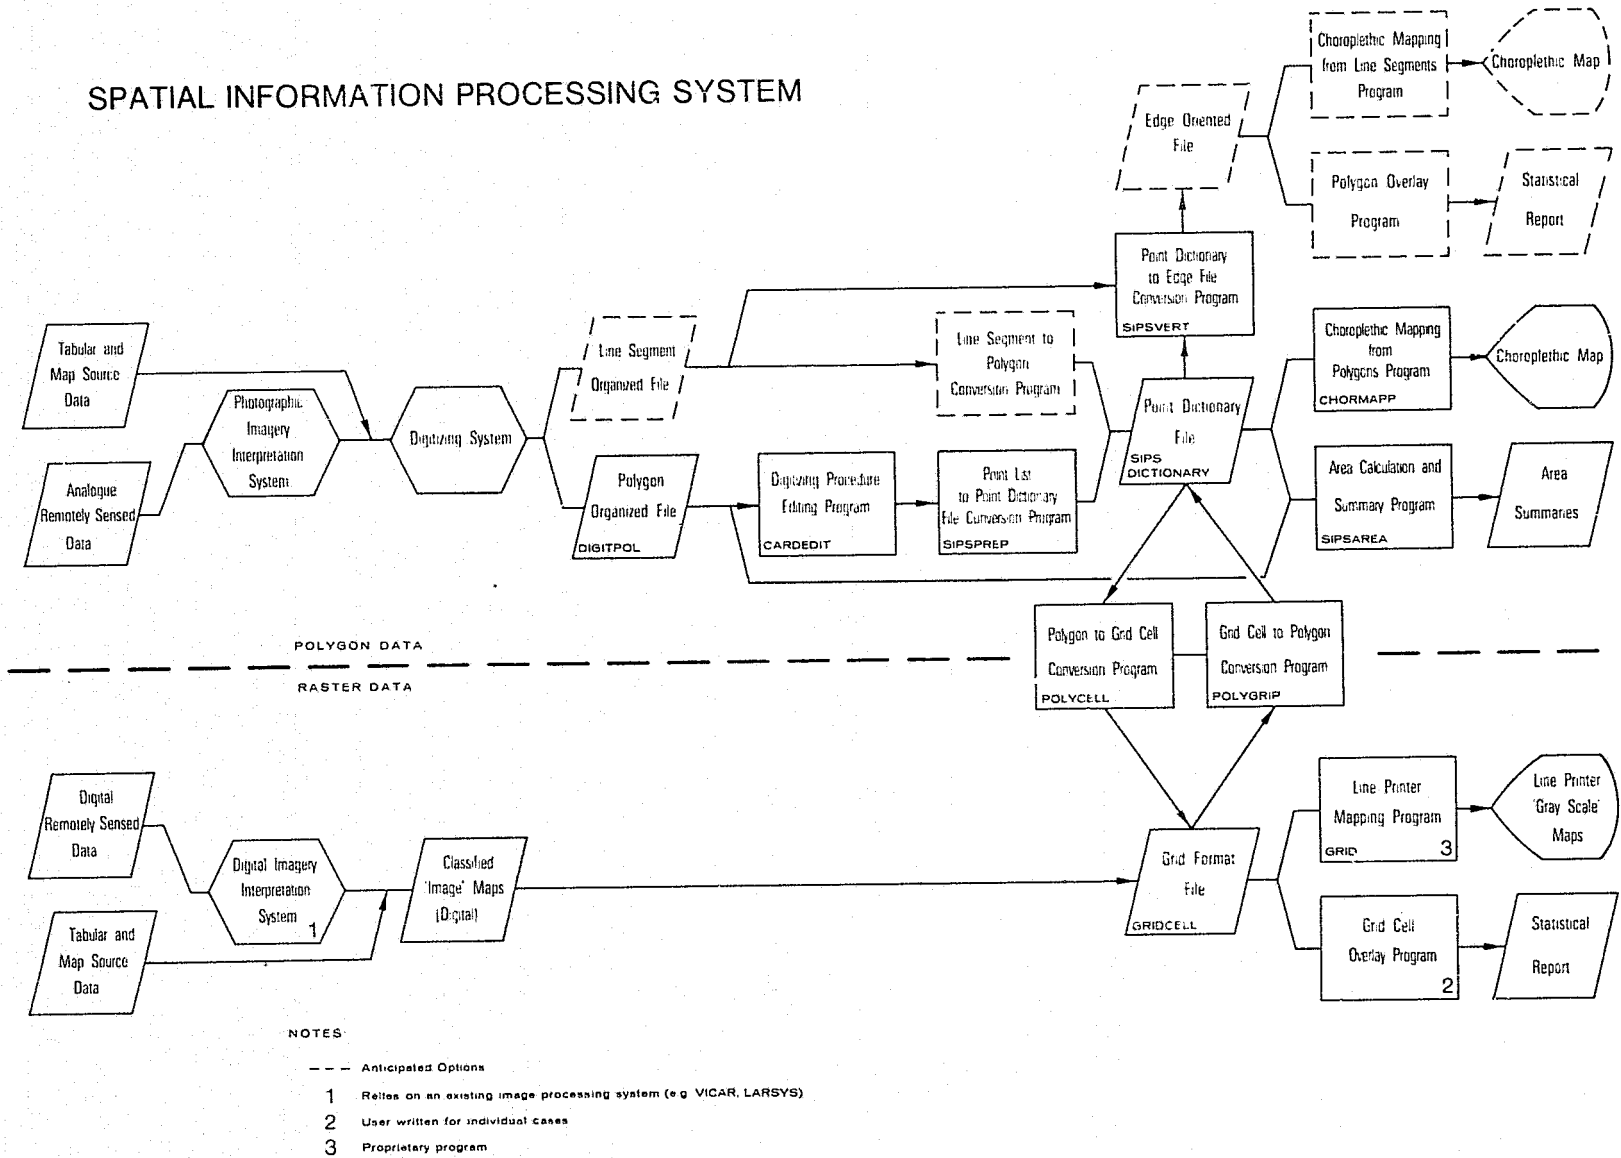 SPATIAL INFORMATION PROCESSING SYSTEM
Choroplethic Mapping
from Line Segments
Program
Choroplethic Map
Edge Oriented
File
Polygon Overlay
Program
Statistical
Report
Point Dictionary
to Edge File
Conversion Program
SIPSVERT
Tabular and
Map Source
Data
Photographic
Imagery
Interpretation
System
Analogue
Remotely Sensed
Data
Digitizing System
Line Segment
Organized File
Polygon
Organized File
DIGITPOL
Digitizing Procedure
Editing Program
CARDEDIT
Line Segment to
Polygon
Conversion Program
Point List
to Point Dictionary
File Conversion Program
SIPSPREP
Point Dictionary
File
SIPS
DICTIONARY
Choroplethic Mapping
from
Polygons Program
CHORMAPP
Choroplethic Map
Area Calculation and
Summary Program
SIPSAREA
Area
Summaries
POLYGON DATA
RASTER DATA
Polygon to Grid Cell
Conversion Program
POLYCELL
Grid Cell to Polygon
Conversion Program
POLYGRIP
Digital
Remotely Sensed
Data
Digital Imagery
Interpretation
System
1
Tabular and
Map Source
Data
Classified
'Image' Maps
(Digital)
Grid Format
File
GRIDCELL
Line Printer
Mapping Program
GRID 3
Line Printer
'Gray Scale'
Maps
Grid Cell
Overlay Program
2
Statistical
Report
NOTES
--- Anticipated Options
1 Relies on an existing image processing system (e g VICAR, LARSYS)
2 User written for individual cases
3 Proprietary program